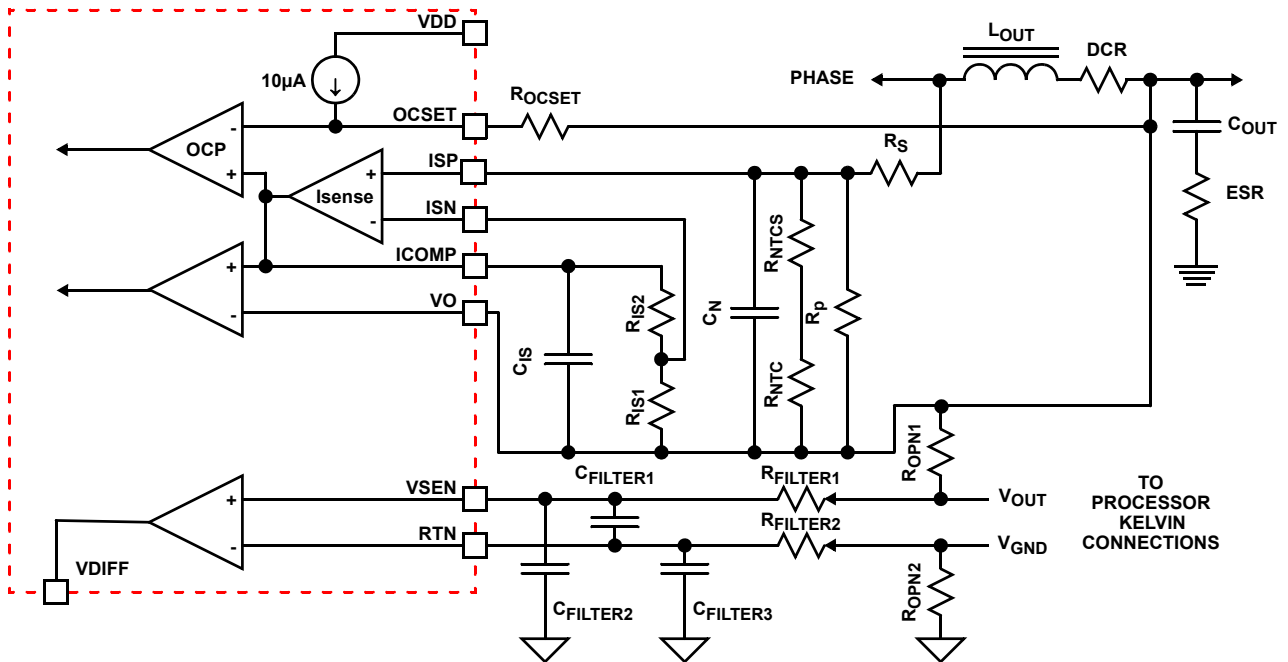 VDD
10µA
OCSET
ROCSET
PHASE
LOUT
DCR
COUT
ESR
OCP
-
+
ISP
RS
Isense
+
-
ISN
ICOMP
+
-
VO
CIS
RIS2
RIS1
CN
RNTCS
RNTC
Rp
ROPN1
CFILTER1
RFILTER1
VSEN
+
-
VOUT
RFILTER2
RTN
VGND
TO
PROCESSOR
KELVIN
CONNECTIONS
VDIFF
CFILTER2
CFILTER3
ROPN2